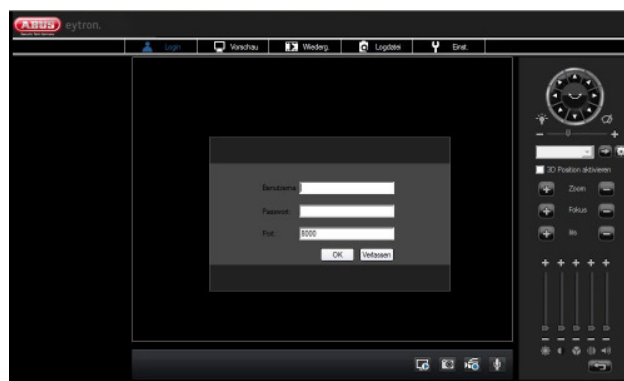 ABUS eytron.
Login Vorschau Wiederg. Logdatei Einst.
Benutzername
Passwort:
Port: 8000
OK Verlassen
3D Position aktivieren
Zoom
Fokus
Iris